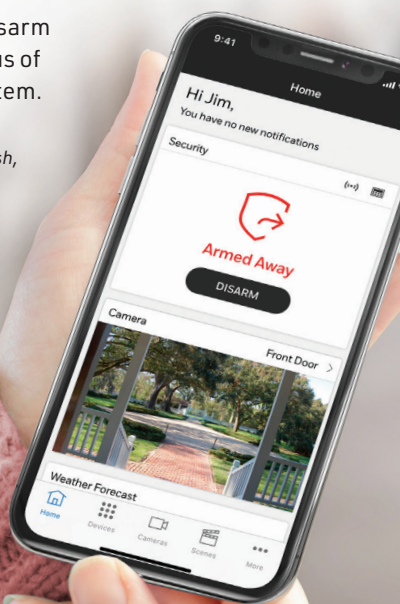 sarm
us of
tem.
sh,
9:41
Home
Hi Jim,
You have no new notifications
Security
Armed Away
DISARM
Camera
Front Door >
Weather Forecast
Home
Devices
Cameras
Scenes
More